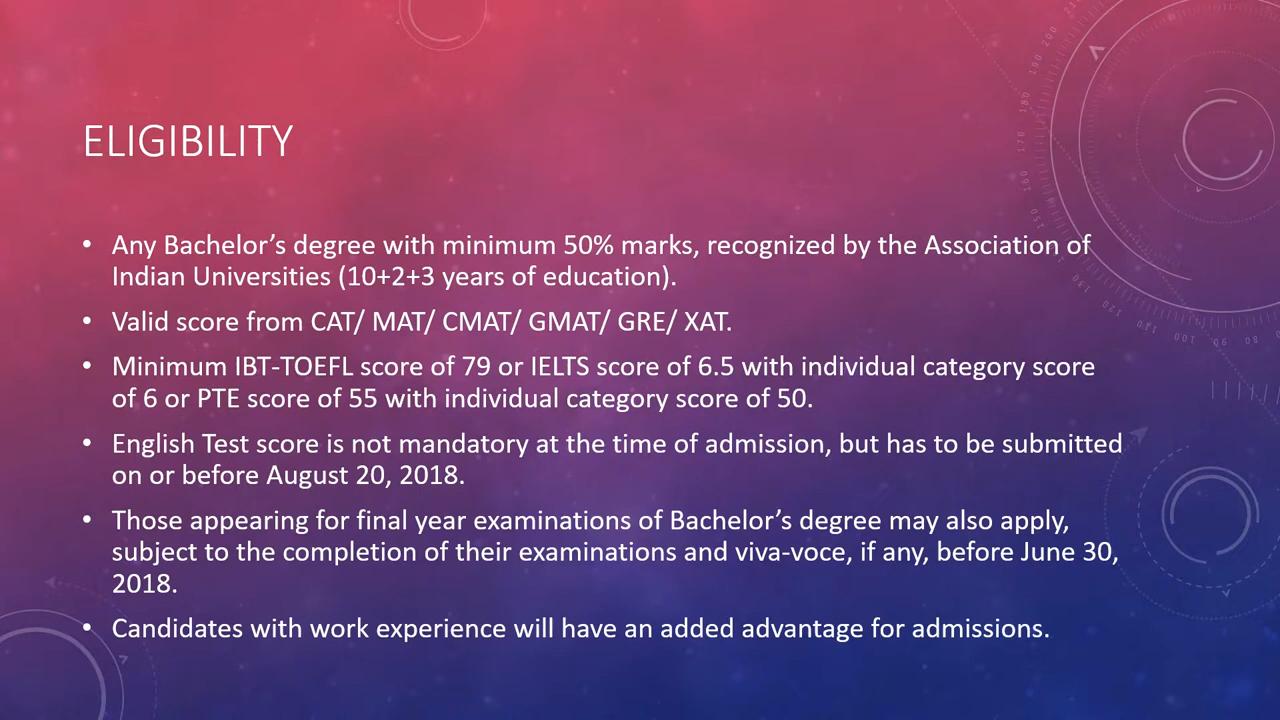 ELIGIBILITY
• Any Bachelor’s degree with minimum 50% marks, recognized by the Association of
Indian Universities (10+2+3 years of education).
• Valid score from CAT/ MAT/ CMAT/ GMAT/ GRE/ XAT.
• Minimum IBT-TOEFL score of 79 or IELTS score of 6.5 with individual category score
of 6 or PTE score of 55 with individual category score of 50.
• English Test score is not mandatory at the time of admission, but has to be submitted
on or before August 20, 2018.
• Those appearing for final year examinations of Bachelor’s degree may also apply,
subject to the completion of their examinations and viva-voce, if any, before June 30,
2018.
• Candidates with work experience will have an added advantage for admissions.